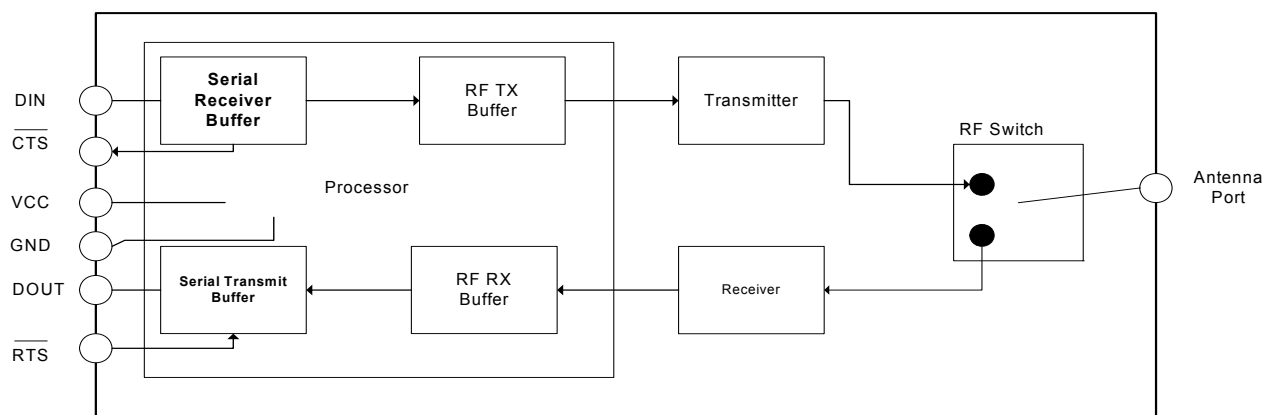 DIN
CTS
VCC
GND
DOUT
RTS
Serial
Receiver
Buffer
RF TX
Buffer
Transmitter
RF Switch
Antenna
Port
Processor
Serial Transmit
Buffer
RF RX
Buffer
Receiver